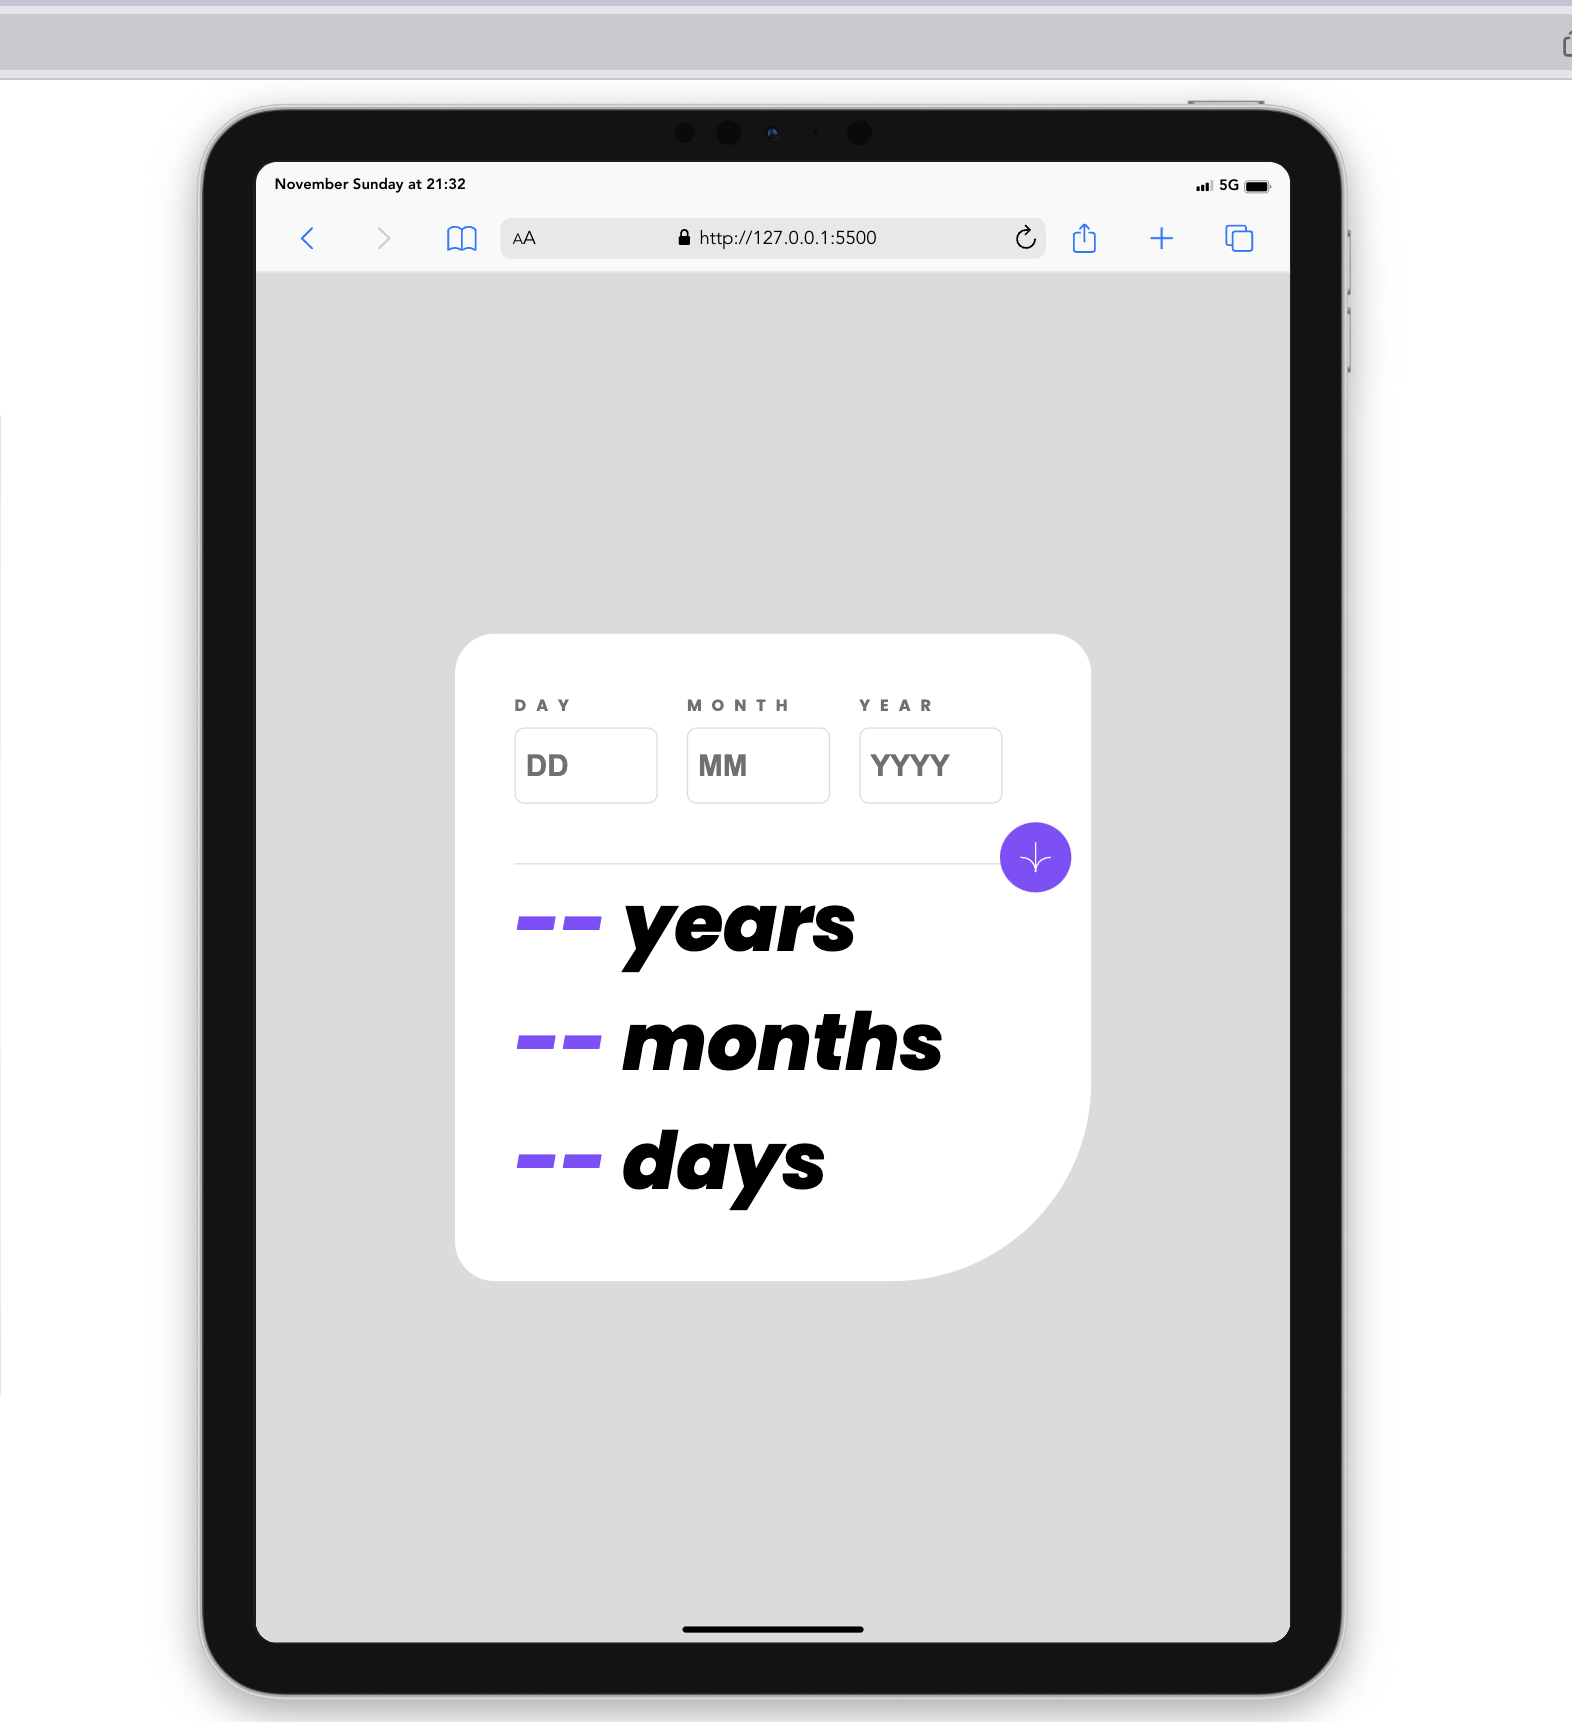 November Sunday at 21:32
5G
AA
http://127.0.0.1:5500
DAY MONTH YEAR
DD MM YYYY
-- years
-- months
-- days